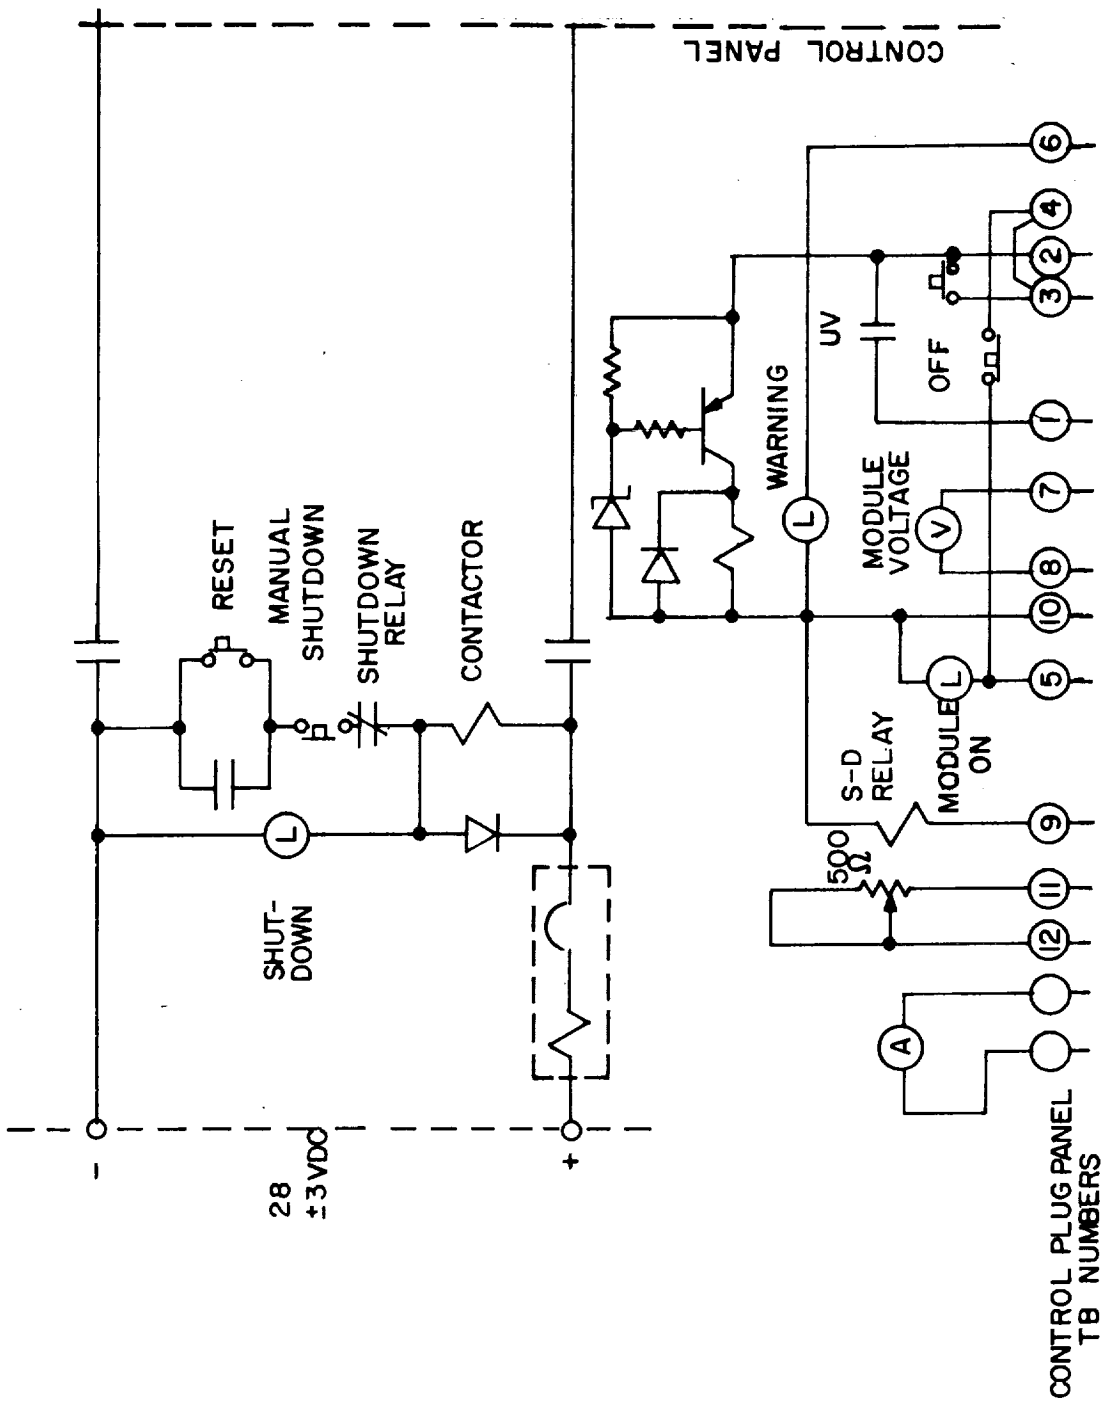 CONTROL PANEL
-
28
±3VDC
+
SHUT-
DOWN
L
RESET
MANUAL
SHUTDOWN
SHUTDOWN
RELAY
CONTACTOR
WARNING
L
UV
OFF
MODULE
VOLTAGE
V
S-D
RELAY
MODULE
ON
L
500
Ω
A
CONTROL PLUG PANEL
TB NUMBERS
12
11
9
5
10
8
7
1
3
2
4
6